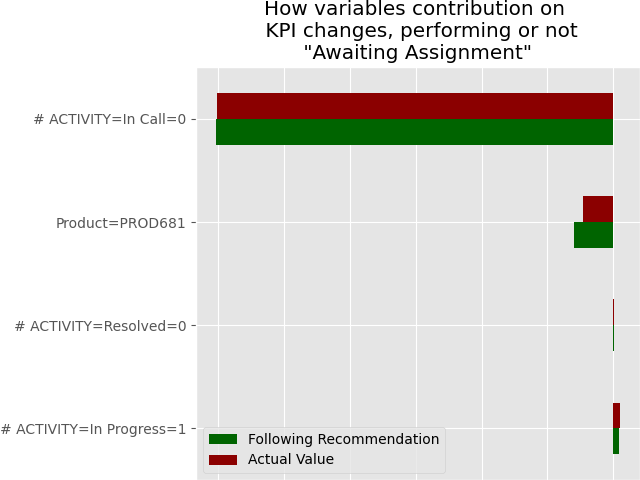 How variables contribution on
KPI changes, performing or not
"Awaiting Assignment"
# ACTIVITY=In Call=0
Product=PROD681
# ACTIVITY=Resolved=0
# ACTIVITY=In Progress=1
Following Recommendation
Actual Value